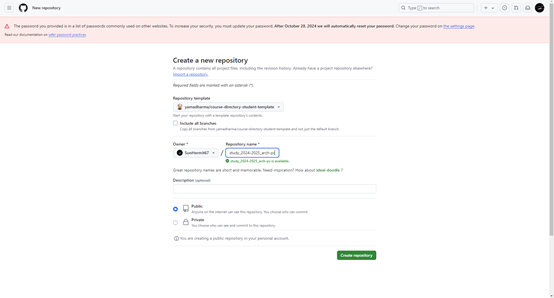 New repository
Type / to search
The password you provided is in a list of passwords commonly used on other websites. To increase your security, you must update your password. After October 28, 2024 we will automatically reset your password. Change your password on the settings page.
Read our documentation on safer password practices.
Create a new repository
A repository contains all project files, including the revision history. Already have a project repository elsewhere?
Import a repository.
Required fields are marked with an asterisk (*).
Repository template
yamadharma/course-directory-student-template
Start your repository with a template repository's contents.
Include all branches
Copy all branches from yamadharma/course-directory-student-template and not just the default branch.
Owner *
Repository name *
/
study_2024-2025_arch-pc
study_2024-2025_arch-pc is available.
Great repository names are short and memorable. Need inspiration? How about ideal-doodle ?
Description (optional)
Public
Anyone on the internet can see this repository. You choose who can commit.
Private
You choose who can see and commit to this repository.
You are creating a public repository in your personal account.
Create repository